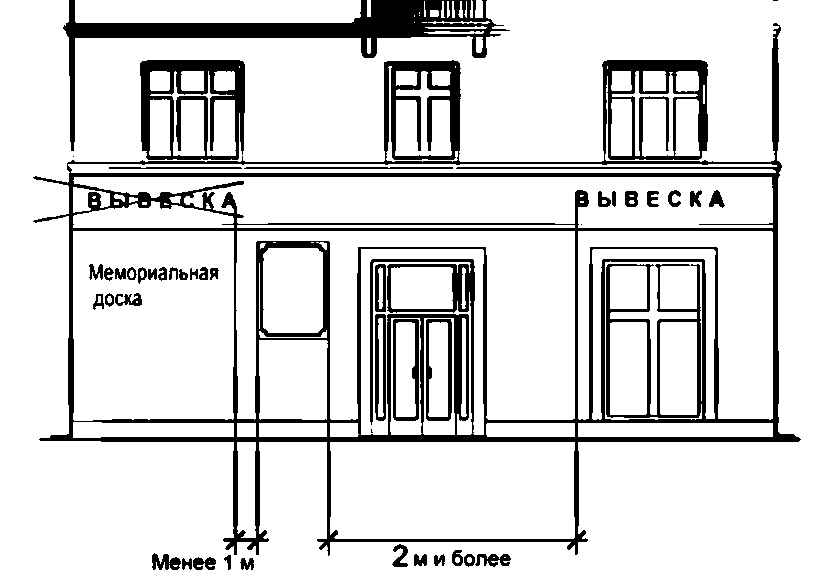 ВЫВЕСКА
ВЫВЕСКА
Мемориальная
доска
Менее 1 м
2 м и более